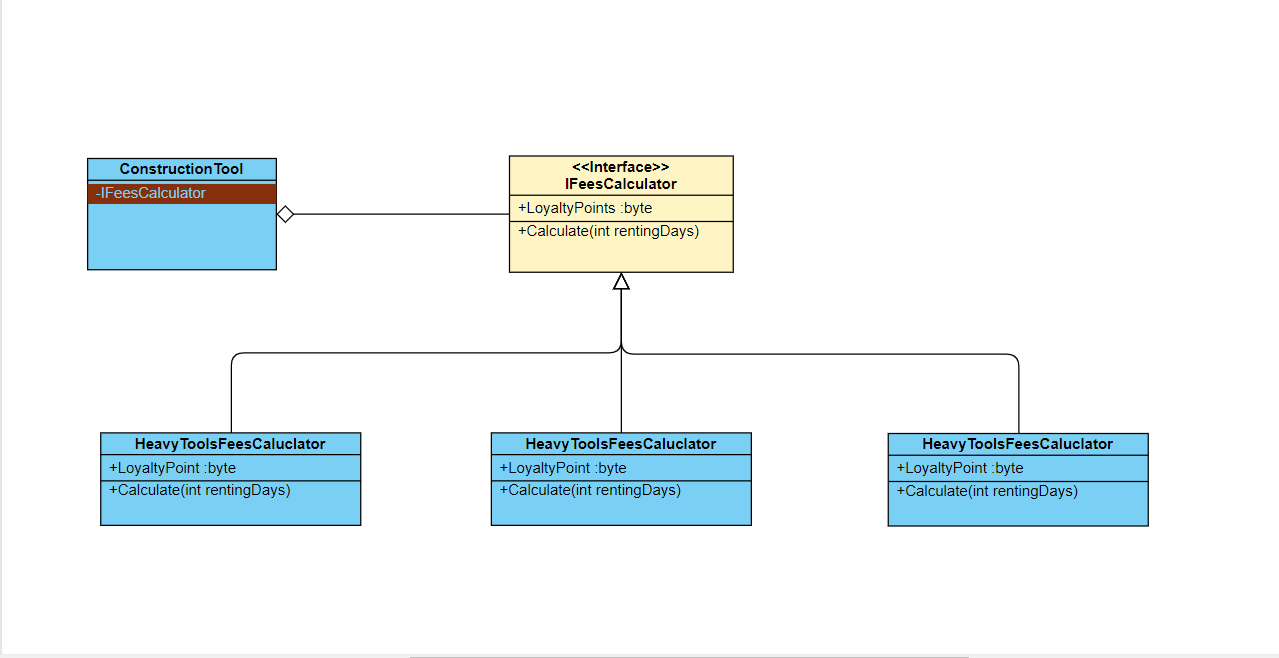 ConstructionTool
-IFeesCalculator
<<Interface>>
IFeesCalculator
+LoyaltyPoints :byte
+Calculate(int rentingDays)
HeavyToolsFeesCaluclator
+LoyaltyPoint :byte
+Calculate(int rentingDays)
HeavyToolsFeesCaluclator
+LoyaltyPoint :byte
+Calculate(int rentingDays)
HeavyToolsFeesCaluclator
+LoyaltyPoint :byte
+Calculate(int rentingDays)